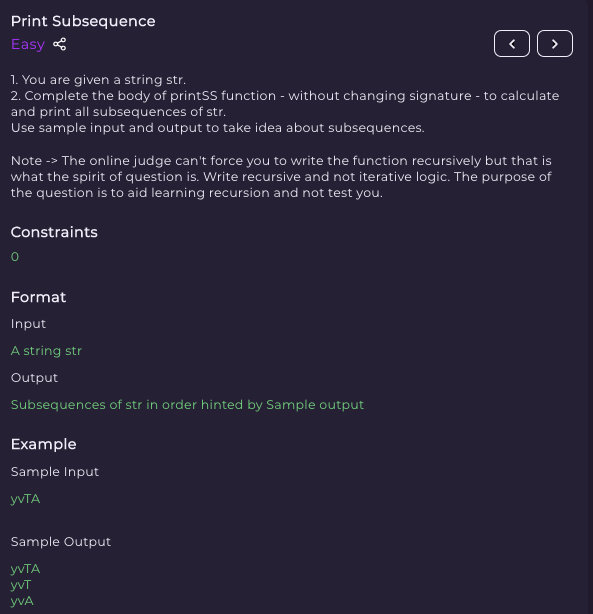 Print Subsequence
Easy
1. You are given a string str.
2. Complete the body of printSS function - without changing signature - to calculate
and print all subsequences of str.
Use sample input and output to take idea about subsequences.
Note -> The online judge can't force you to write the function recursively but that is
what the spirit of question is. Write recursive and not iterative logic. The purpose of
the question is to aid learning recursion and not test you.
Constraints
0
Format
Input
A string str
Output
Subsequences of str in order hinted by Sample output
Example
Sample Input
yvTA
Sample Output
yvTA
yvT
yvA